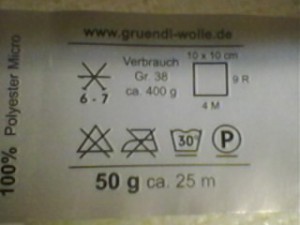 www.gruendl-wolle.de
100% Polyester Micro
6 - 7
Verbrauch
Gr. 38
ca. 400 g
10 x 10 cm
9 R
4 M
30°
P
50 g ca. 25 m